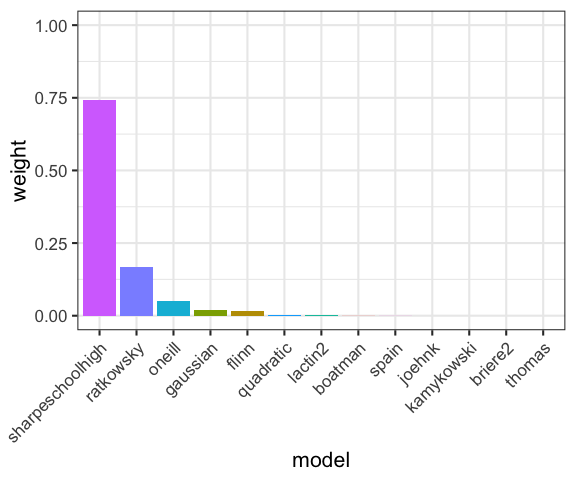 weight
1.00
0.75
0.50
0.25
0.00
sharpeschoolhigh
ratkowsky
oneill
gaussian
flinn
quadratic
lactin2
boatman
spain
joehnk
kamykowski
briere2
thomas
model